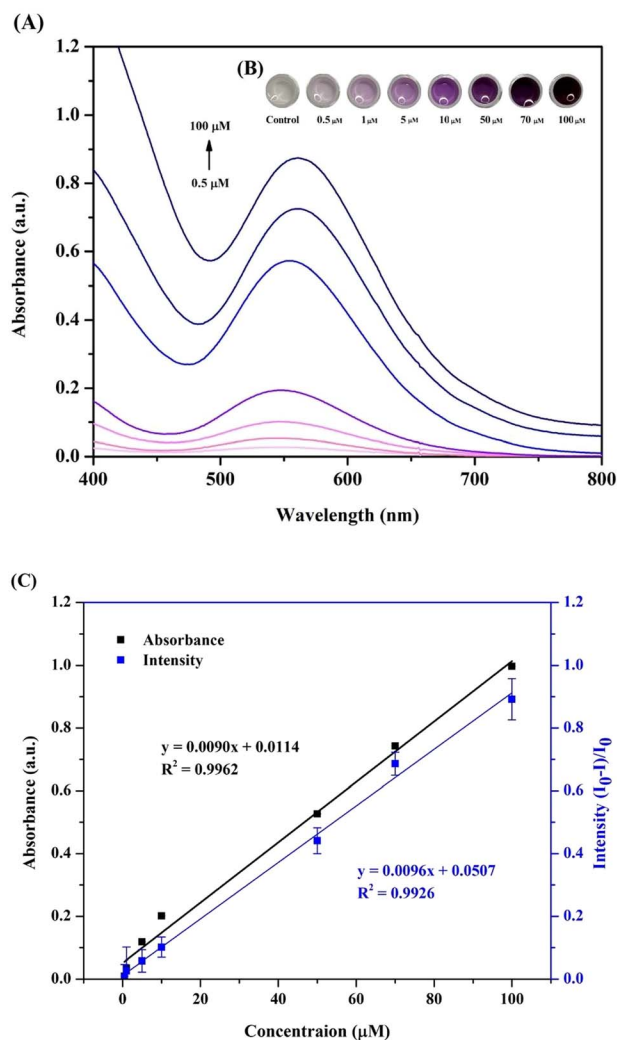 (A)
1.2
1.0
0.8
0.6
0.4
0.2
0.0
Absorbance (a.u.)
(B)
Control 0.5 μM 1 μM 5 μM 10 μM 50 μM 70 μM 100 μM
100 μM
0.5 μM
400 500 600 700 800
Wavelength (nm)
(C)
1.2
1.0
0.8
0.6
0.4
0.2
0.0
Absorbance (a.u.)
Absorbance
Intensity
y = 0.0090x + 0.0114
R² = 0.9962
y = 0.0096x + 0.0507
R² = 0.9926
1.2
1.0
0.8
0.6
0.4
0.2
0.0
Intensity (I₀-I)/I₀
0 20 40 60 80 100
Concentraion (μM)